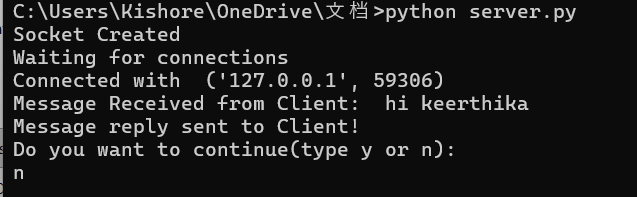 C:\Users\Kishore\OneDrive\文档>python server.py
Socket Created
Waiting for connections
Connected with  ('127.0.0.1', 59306)
Message Received from Client:  hi keerthika
Message reply sent to Client!
Do you want to continue(type y or n):
n